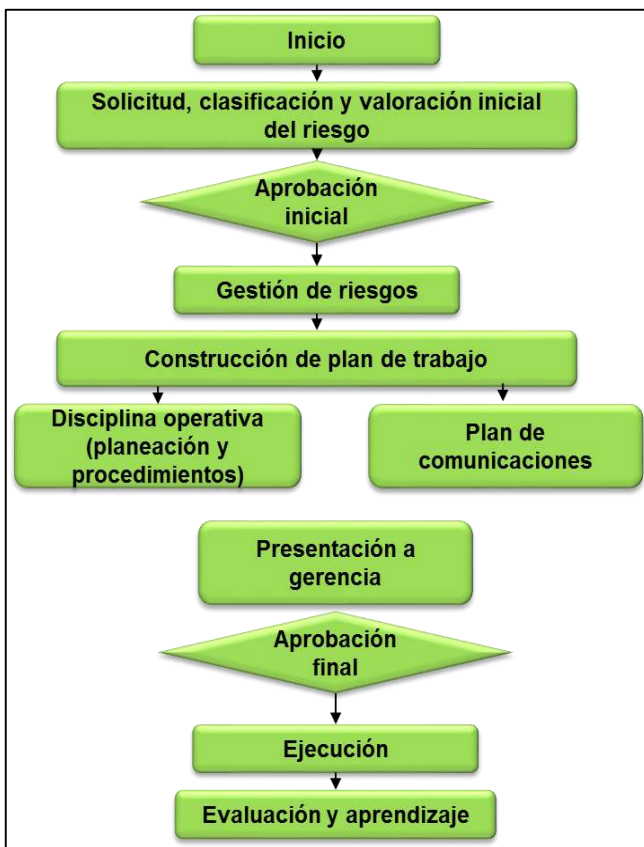 Inicio
Solicitud, clasificación y valoración inicial
del riesgo
Aprobación
inicial
Gestión de riesgos
Construcción de plan de trabajo
Disciplina operativa
(planeación y
procedimientos)
Plan de
comunicaciones
Presentación a
gerencia
Aprobación
final
Ejecución
Evaluación y aprendizaje